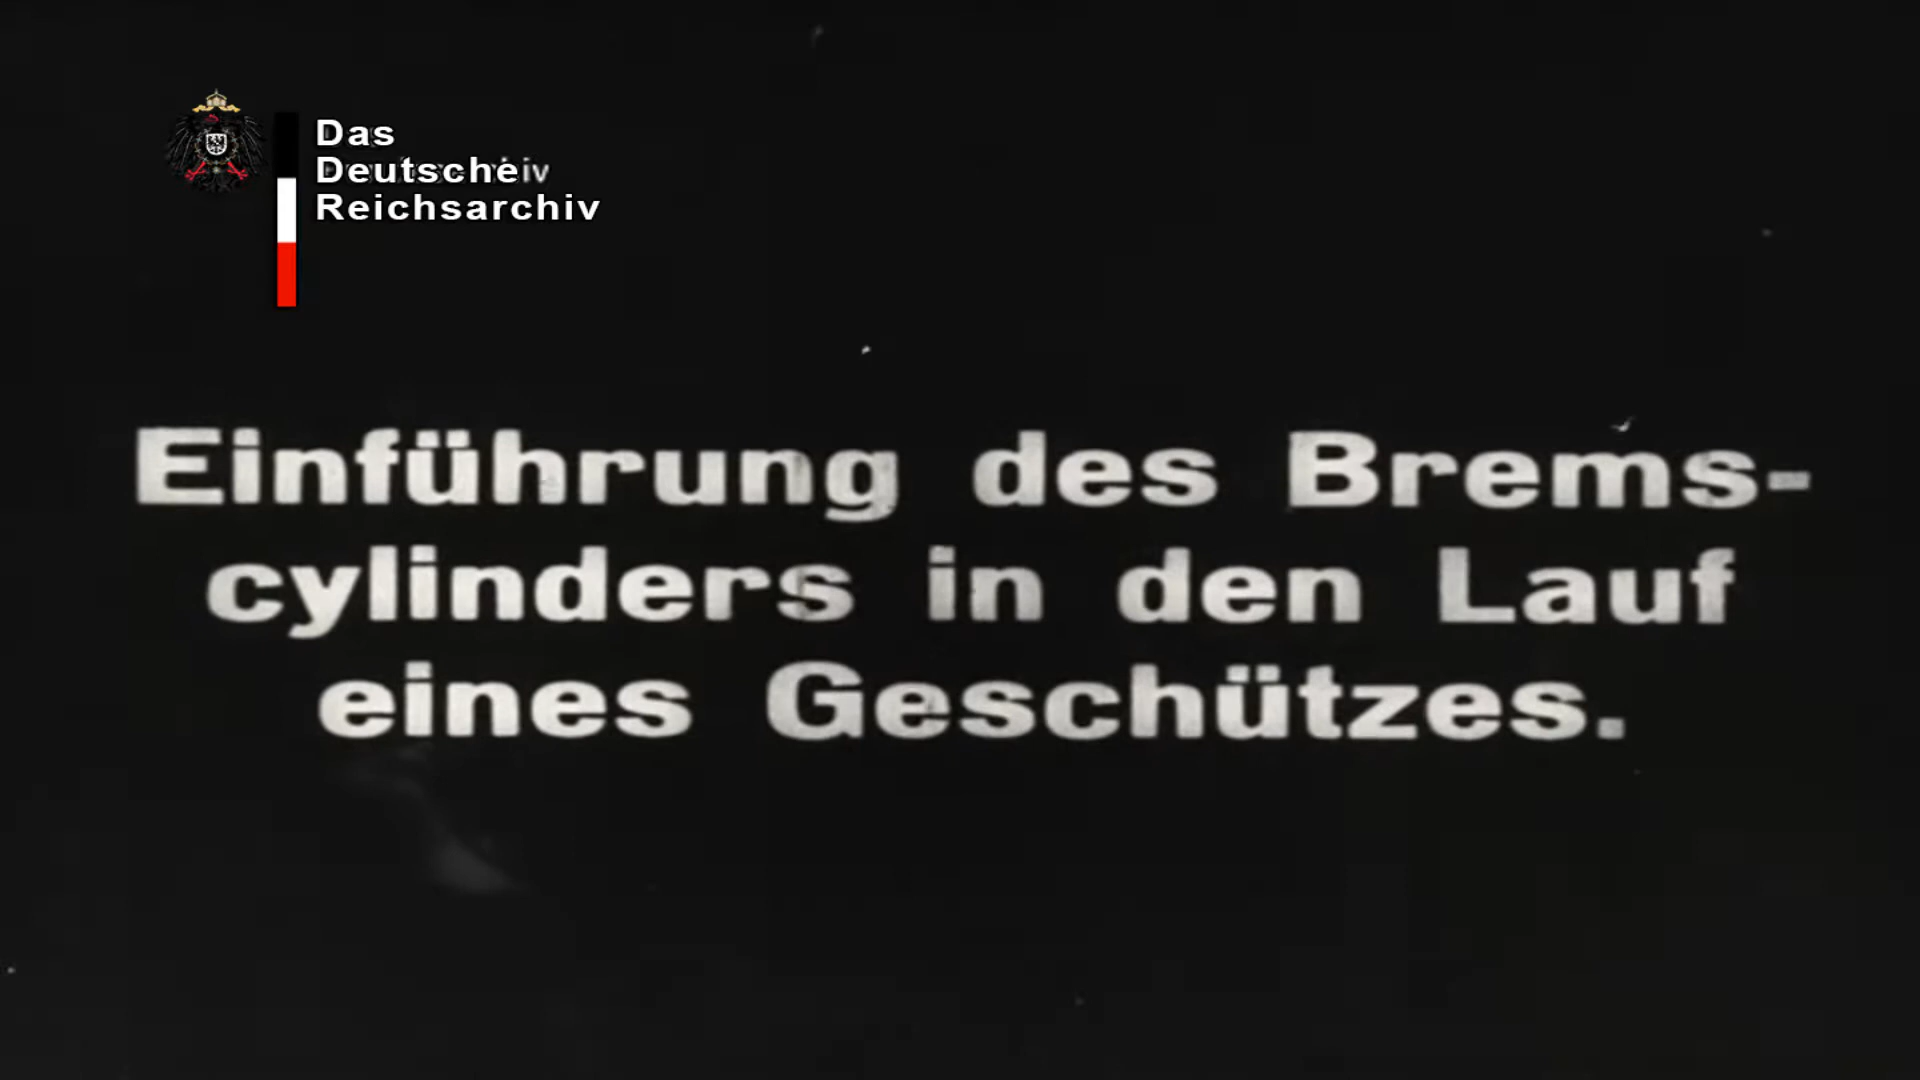 Das
Deutsche
Reichsarchiv
Einführung des Brems-
cylinders in den Lauf
eines Geschützes.